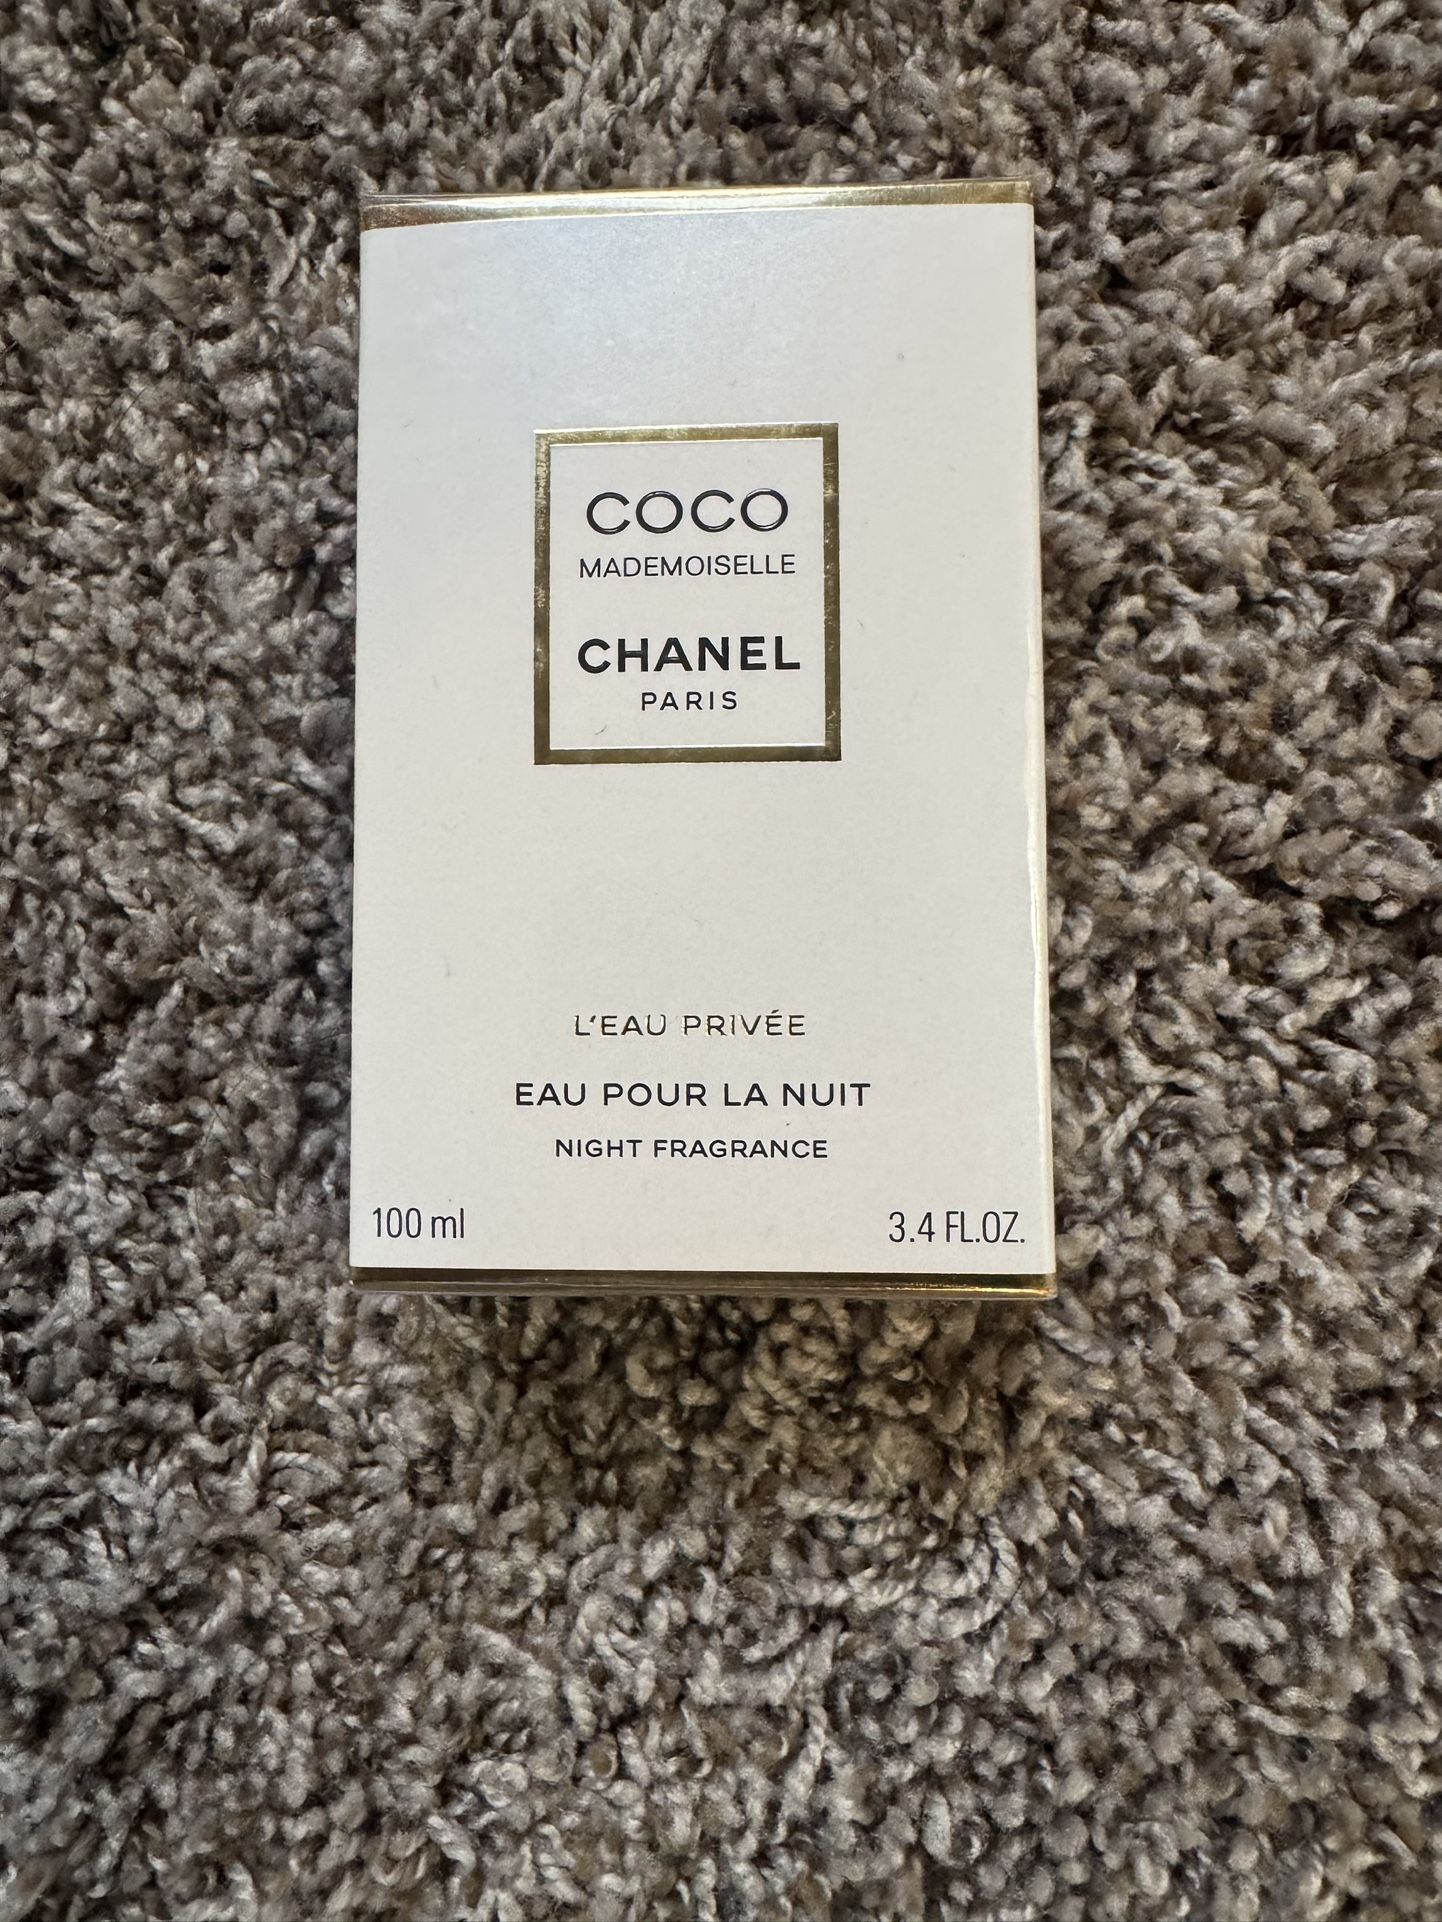 COCO
MADEMOISELLE
CHANEL
PARIS
L'EAU PRIVÉE
EAU POUR LA NUIT
NIGHT FRAGRANCE
100 ml 3.4 FL.OZ.